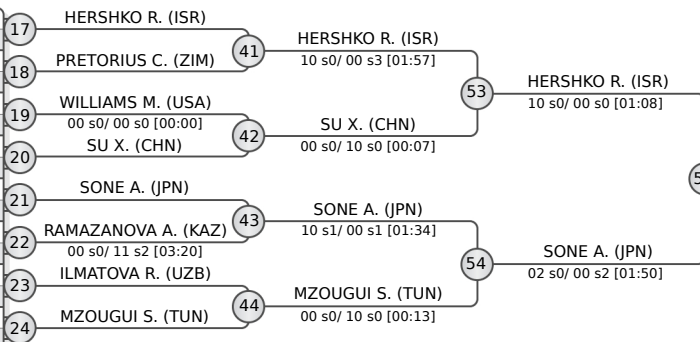 17
HERSHKO R. (ISR)
18
PRETORIUS C. (ZIM)
41
HERSHKO R. (ISR)
10 s0/ 00 s3 [01:57]
19
WILLIAMS M. (USA)
00 s0/ 00 s0 [00:00]
20
SU X. (CHN)
42
SU X. (CHN)
00 s0/ 10 s0 [00:07]
53
HERSHKO R. (ISR)
10 s0/ 00 s0 [01:08]
21
SONE A. (JPN)
22
RAMAZANOVA A. (KAZ)
00 s0/ 11 s2 [03:20]
43
SONE A. (JPN)
10 s1/ 00 s1 [01:34]
23
ILMATOVA R. (UZB)
24
MZOUGUI S. (TUN)
44
MZOUGUI S. (TUN)
00 s0/ 10 s0 [00:13]
54
SONE A. (JPN)
02 s0/ 00 s2 [01:50]